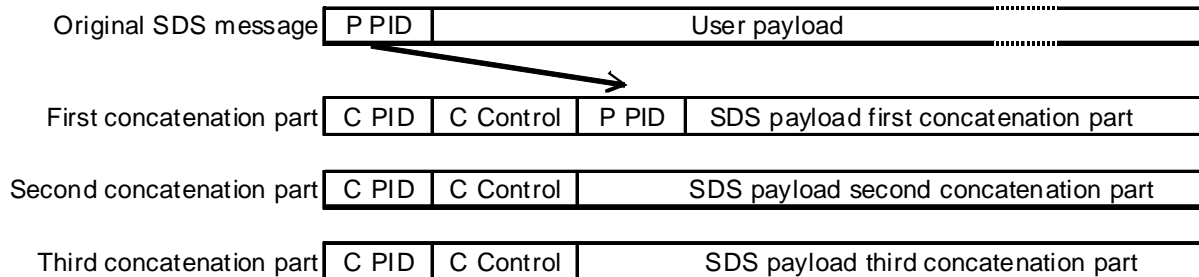 Original SDS message P PID User payload
First concatenation part C PID C Control P PID SDS payload first concatenation part
Second concatenation part C PID C Control SDS payload second concatenation part
Third concatenation part C PID C Control SDS payload third concatenation part